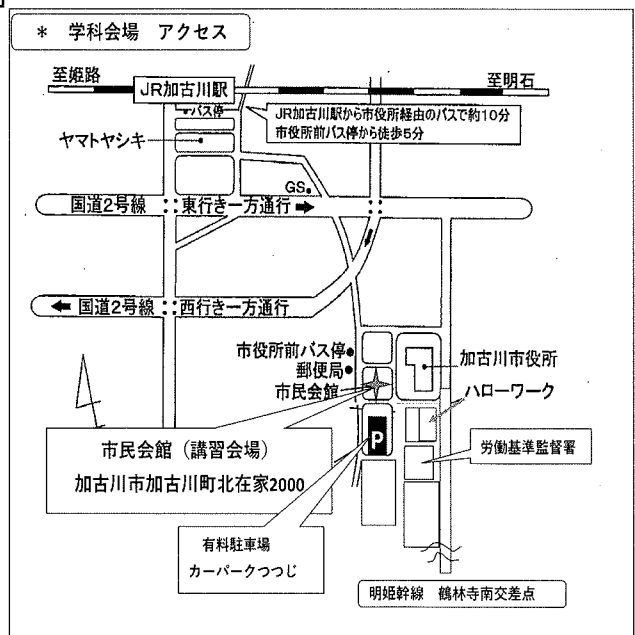 * 学科会場 アクセス
至姫路
至明石
JR加古川駅
バス停
JR加古川駅から市役所経由のバスで約10分
市役所前バス停から徒歩5分
ヤマトヤシキ
GS
国道2号線 東行き一方通行
国道2号線 西行き一方通行
市役所前バス停
郵便局
市民会館
加古川市役所
ハローワーク
P
市民会館（講習会場）
加古川市加古川町北在家2000
労働基準監督署
有料駐車場
カーパークつつじ
明姫幹線 鶴林寺南交差点